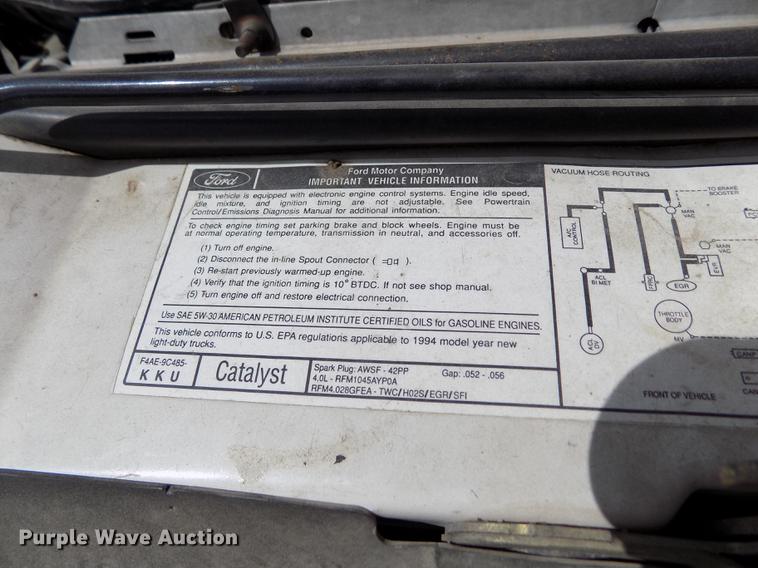 Ford
Ford Motor Company
IMPORTANT VEHICLE INFORMATION
This vehicle is equipped with electronic engine control systems. Engine idle speed,
idle mixture, and ignition timing are not adjustable. See Powertrain
Control/Emissions Diagnosis Manual for additional information.
To check engine timing set parking brake and block wheels. Engine must be
at normal operating temperature, transmission in neutral, and accessories off.
(1) Turn off engine.
(2) Disconnect the in-line Spout Connector ( ).
(3) Re-start previously warmed-up engine.
(4) Verify that the ignition timing is 10° BTDC. If not see shop manual.
(5) Turn engine off and restore electrical connection.
Use SAE 5W-30 AMERICAN PETROLEUM INSTITUTE CERTIFIED OILS for GASOLINE ENGINES.
This vehicle conforms to U.S. EPA regulations applicable to 1994 model year new
light-duty trucks.
F4AE-9C485-
KKU
Catalyst
Spark Plug: AWSF - 42PP Gap: .052 - .056
4.0L - RFM1045AYP0A
RFM4.028GFEA - TWC/HO2S/EGR/SFI
VACUUM HOSE ROUTING
TO BRAKE
BOOSTER
MAN
VAC
A/C
CONTROL
MAN
VAC
EVR
ACL
BI MET
FPRC
EGR
THROTTLE
BODY
ACL
DV
MV
CANP
CAN
FRONT OF VEHICLE
Purple Wave Auction